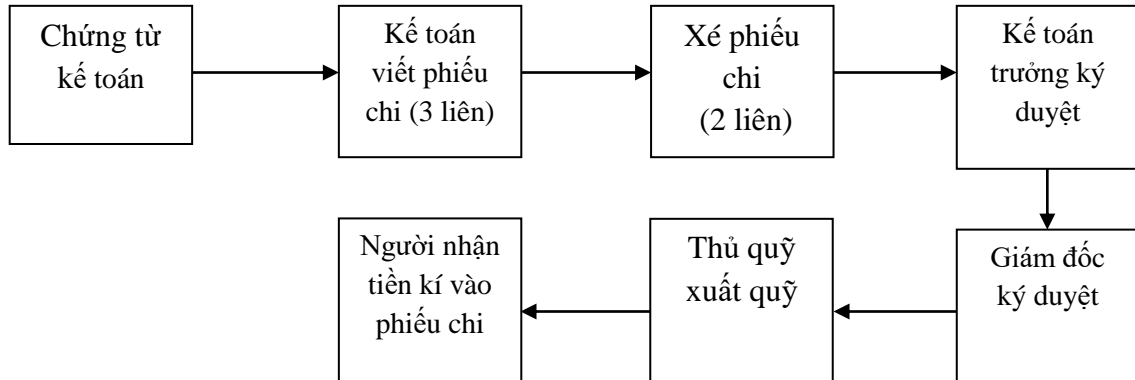 Chứng từ
kế toán
Kế toán
viết phiếu
chi (3 liên)
Xé phiếu
chi
(2 liên)
Kế toán
trưởng ký
duyệt
Giám đốc
ký duyệt
Thủ quỹ
xuất quỹ
Người nhận
tiền kí vào
phiếu chi